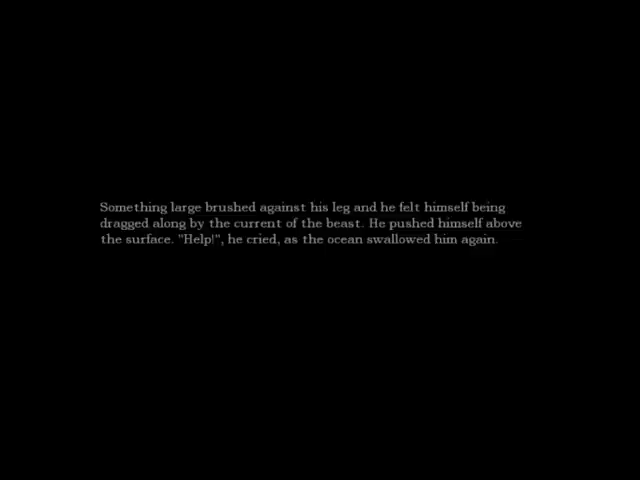 Something large brushed against his leg and he felt himself being
dragged along by the current of the beast. He pushed himself above
the surface. "Help!", he cried, as the ocean swallowed him again.